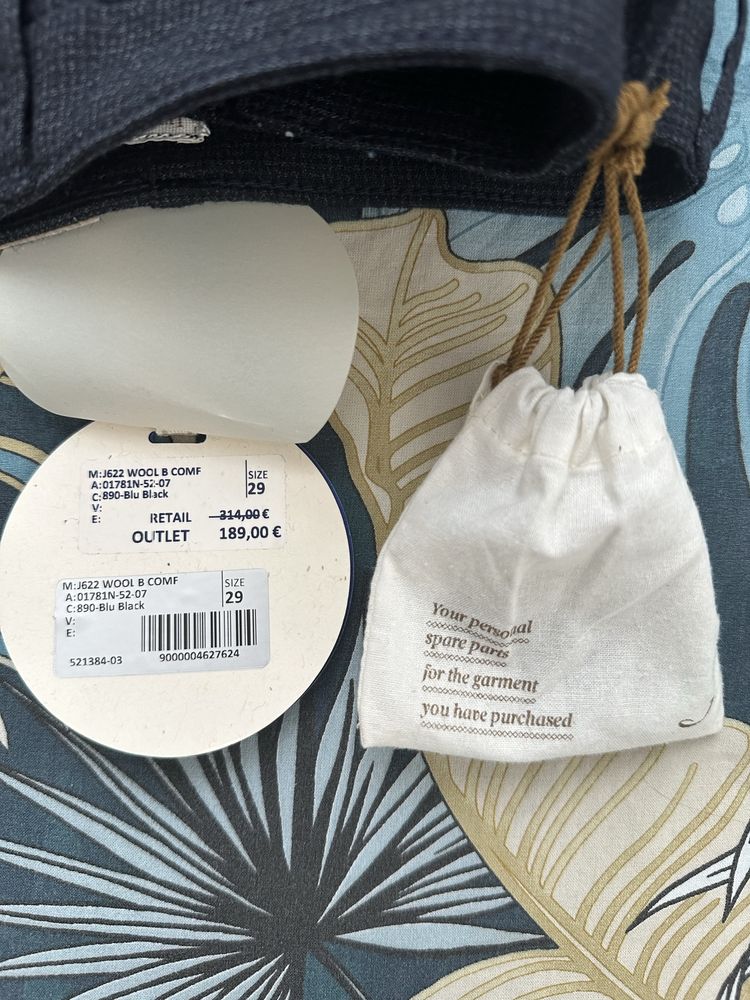 M:J622 WOOL B COMF
A:01781N-52-07
C:890-Blu Black
V:
E:
SIZE
29
RETAIL 314,00 €
OUTLET 189,00 €
M:J622 WOOL B COMF
A:01781N-52-07
C:890-Blu Black
V:
E:
SIZE
29
521384-03
9000004627624
Your personal
spare parts
for the garment
you have purchased